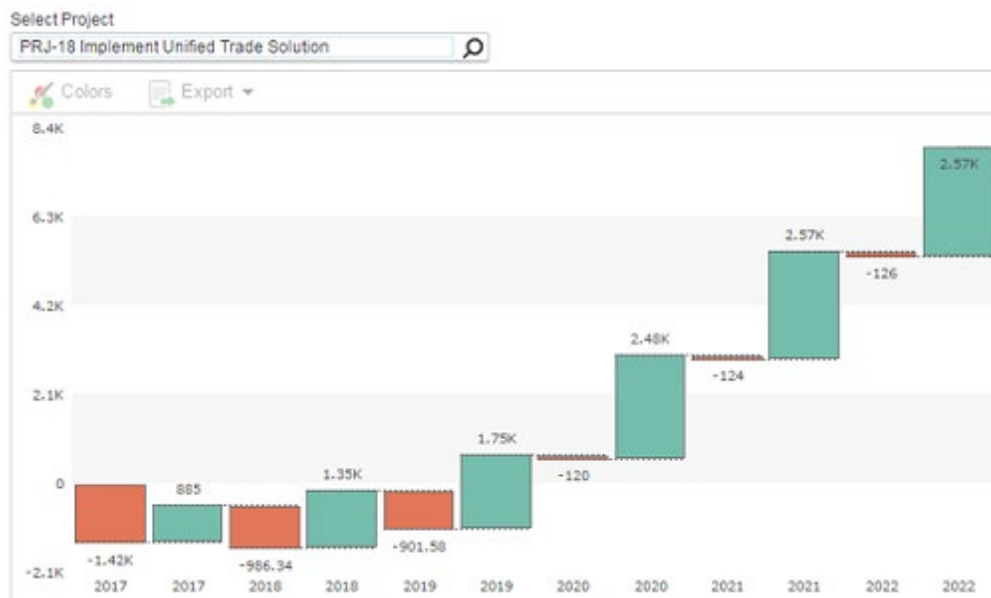 Select Project
PRJ-18 Implement Unified Trade Solution
Colors Export
8.4K
2.57K
6.3K
2.57K
-126
4.2K
2.48K
-124
2.1K
1.75K
-120
0
885
1.35K
-1.42K
-986.34
-901.58
-2.1K
2017 2017 2018 2018 2019 2019 2020 2020 2021 2021 2022 2022